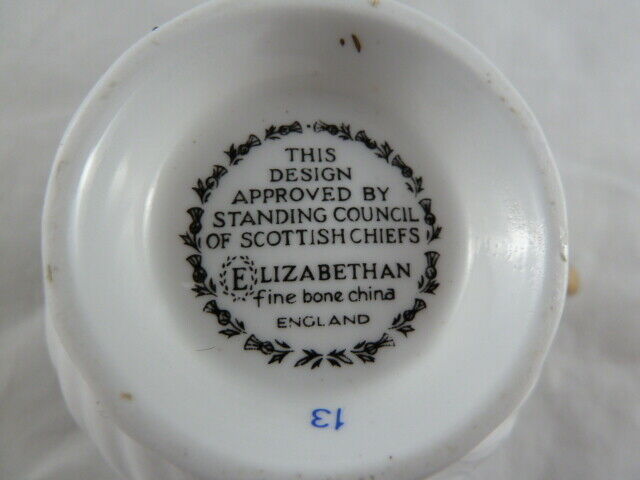 THIS
DESIGN
APPROVED BY
STANDING COUNCIL
OF SCOTTISH CHIEFS
ELIZABETHAN
fine bone china
ENGLAND
13